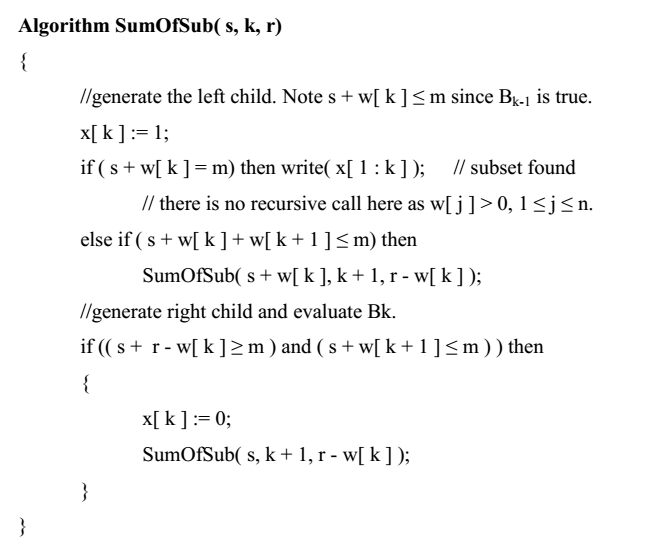 Algorithm SumOfSub( s, k, r)
{
//generate the left child. Note s + w[ k ] ≤ m since Bk-1 is true.
x[ k ] := 1;
if ( s + w[ k ] = m) then write( x[ 1 : k ] ); // subset found
// there is no recursive call here as w[ j ] > 0, 1 ≤ j ≤ n.
else if ( s + w[ k ] + w[ k + 1 ] ≤ m) then
SumOfSub( s + w[ k ], k + 1, r - w[ k ] );
//generate right child and evaluate Bk.
if (( s + r - w[ k ] ≥ m ) and ( s + w[ k + 1 ] ≤ m ) ) then
{
x[ k ] := 0;
SumOfSub( s, k + 1, r - w[ k ] );
}
}